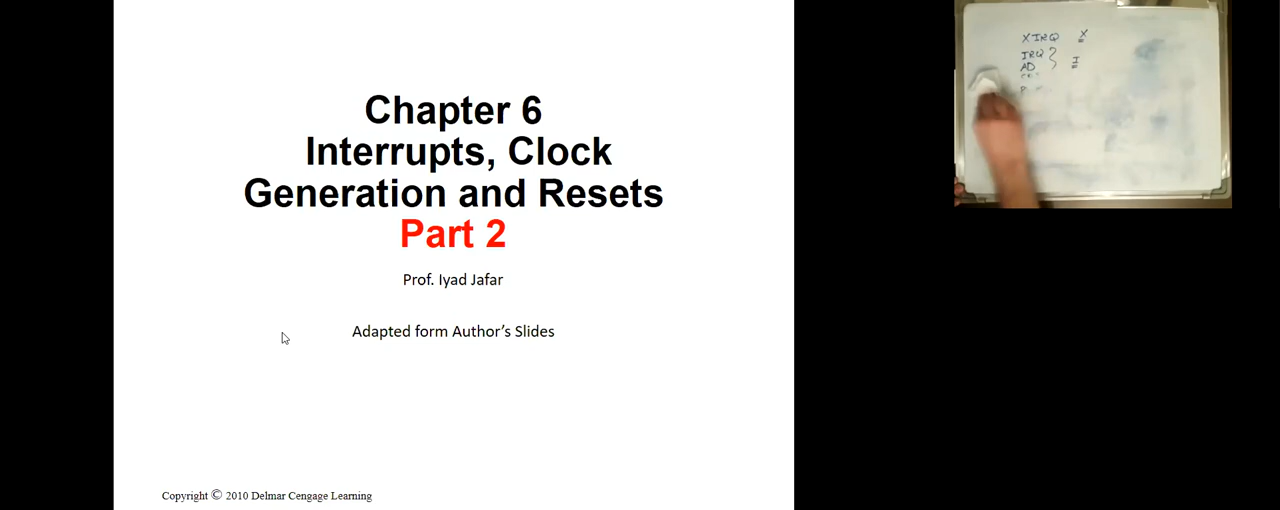 Chapter 6
Interrupts, Clock
Generation and Resets
Part 2
Prof. Iyad Jafar
Adapted form Author's Slides
Copyright © 2010 Delmar Cengage Learning
XIRQ X
IRQ
AD I